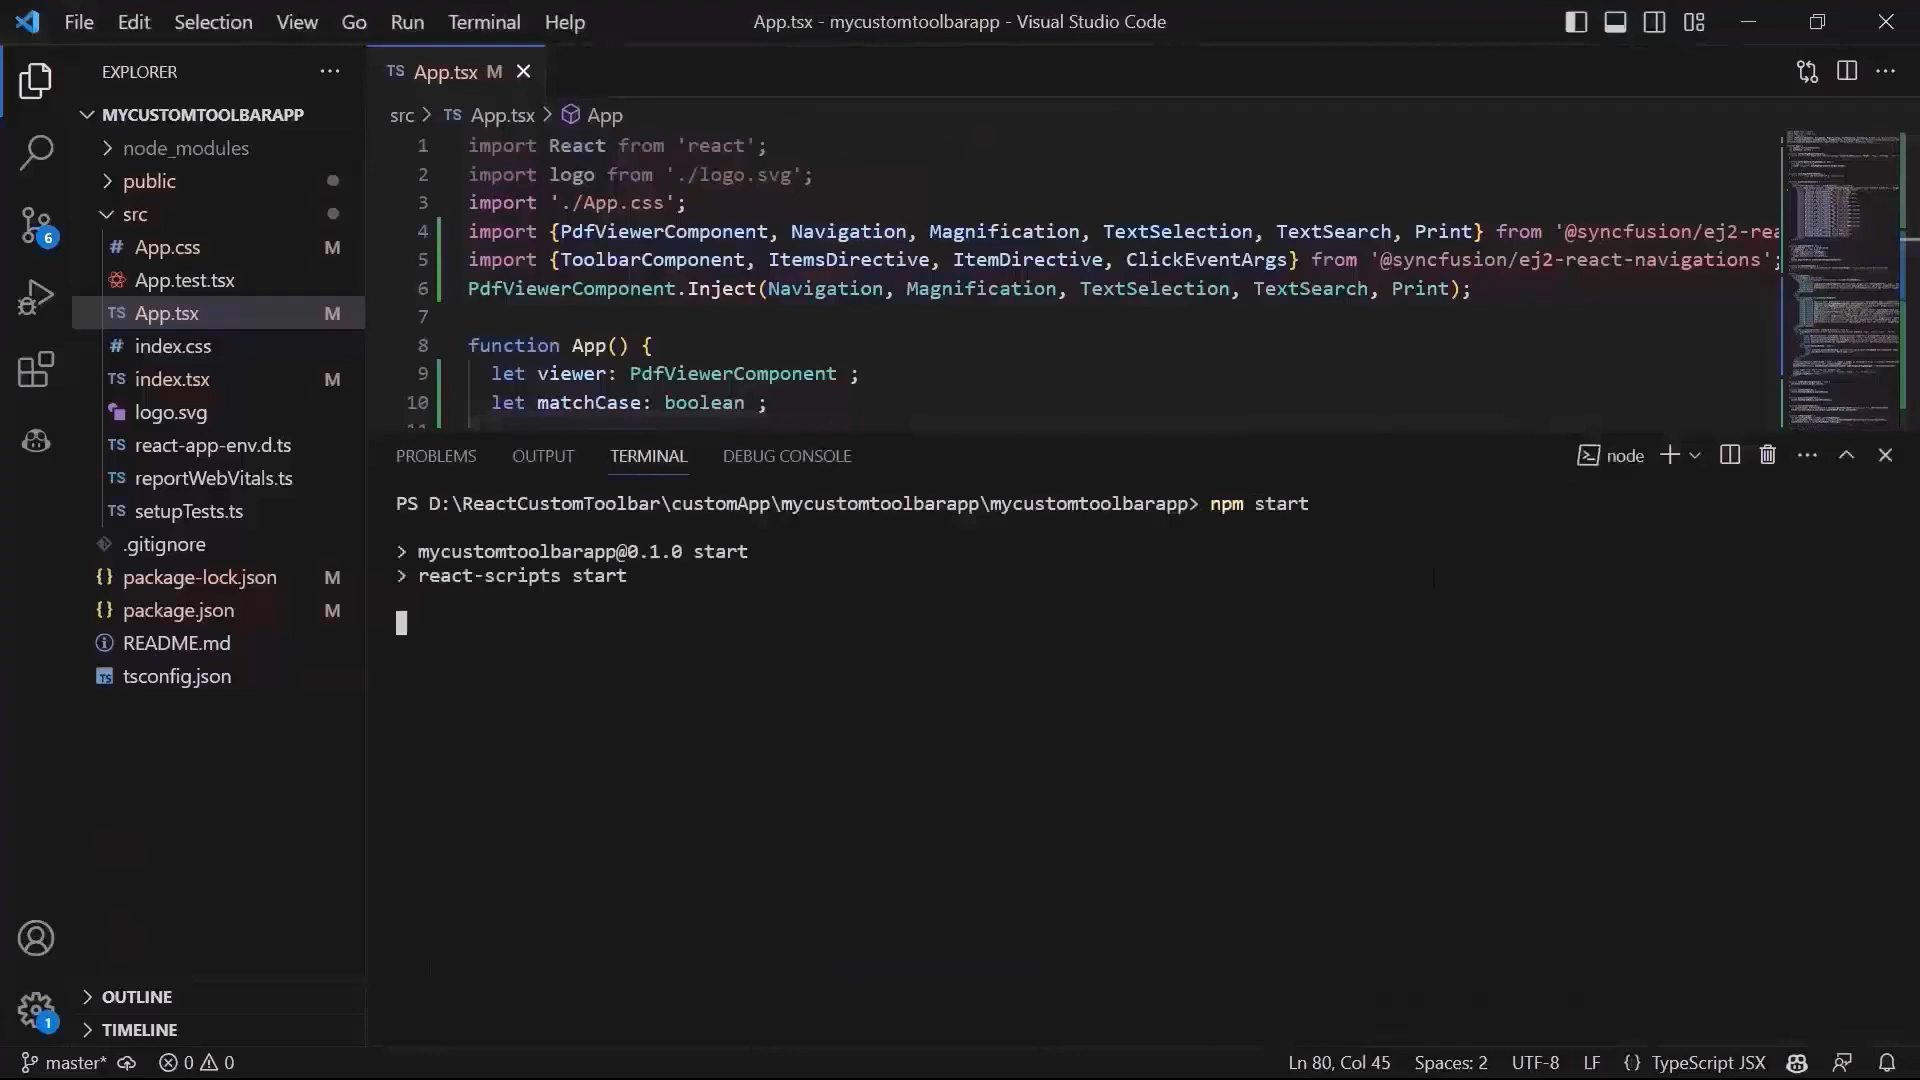 File Edit Selection View Go Run Terminal Help
App.tsx - mycustomtoolbarapp - Visual Studio Code
EXPLORER
MYCUSTOMTOOLBARAPP
node_modules
public
src
# App.css M
App.test.tsx
TS App.tsx M
# index.css
TS index.tsx M
logo.svg
TS react-app-env.d.ts
TS reportWebVitals.ts
TS setupTests.ts
.gitignore
{} package-lock.json M
{} package.json M
README.md
TS tsconfig.json
OUTLINE
TIMELINE
6
1
TS App.tsx M
src > TS App.tsx > App
1 import React from 'react';
2 import logo from './logo.svg';
3 import './App.css';
4 import {PdfViewerComponent, Navigation, Magnification, TextSelection, TextSearch, Print} from '@syncfusion/ej2-rea
5 import {ToolbarComponent, ItemsDirective, ItemDirective, ClickEventArgs} from '@syncfusion/ej2-react-navigations';
6 PdfViewerComponent.Inject(Navigation, Magnification, TextSelection, TextSearch, Print);
7
8 function App() {
9 let viewer: PdfViewerComponent ;
10 let matchCase: boolean ;
PROBLEMS OUTPUT TERMINAL DEBUG CONSOLE
node
PS D:\ReactCustomToolbar\customApp\mycustomtoolbarapp\mycustomtoolbarapp> npm start
> mycustomtoolbarapp@0.1.0 start
> react-scripts start
master* 0 0
Ln 80, Col 45 Spaces: 2 UTF-8 LF {} TypeScript JSX